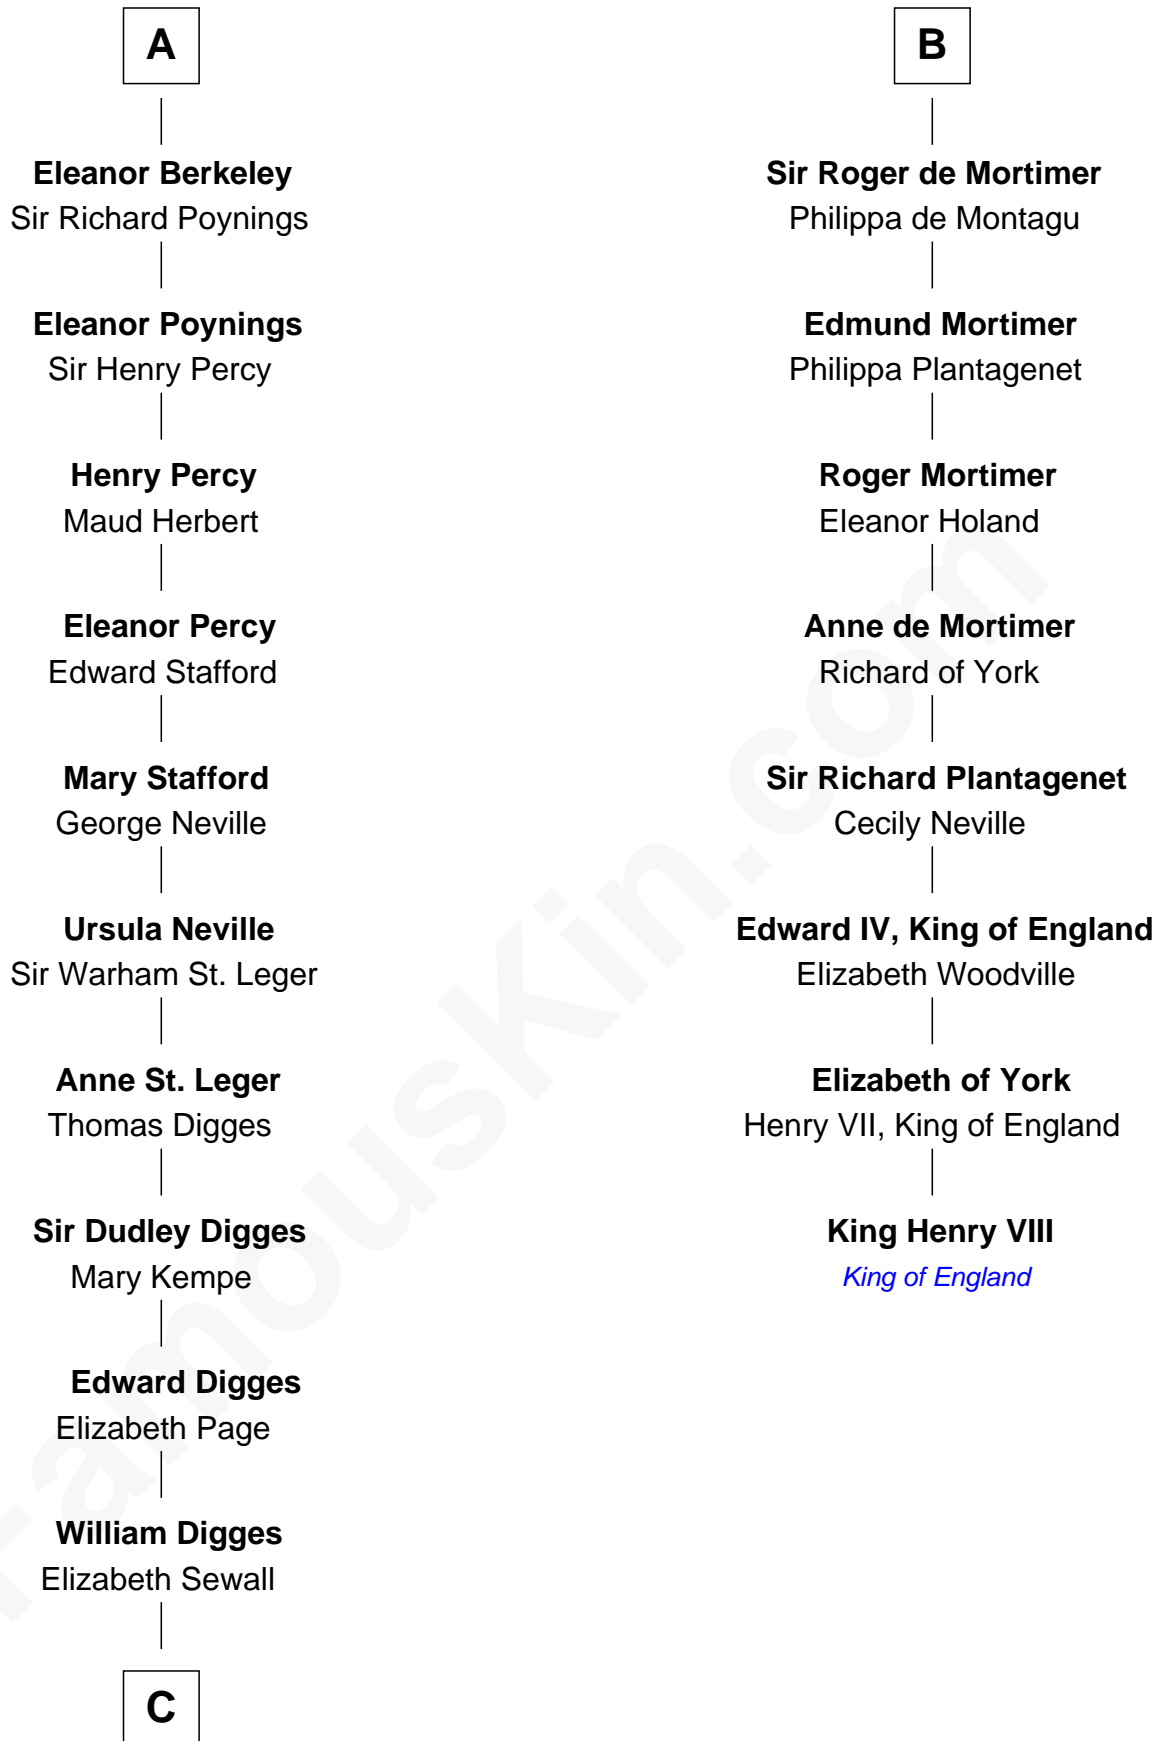 A
Eleanor Berkeley
Sir Richard Poynings
Eleanor Poynings
Sir Henry Percy
Henry Percy
Maud Herbert
Eleanor Percy
Edward Stafford
Mary Stafford
George Neville
Ursula Neville
Sir Warham St. Leger
Anne St. Leger
Thomas Digges
Sir Dudley Digges
Mary Kempe
Edward Digges
Elizabeth Page
William Digges
Elizabeth Sewall
C
B
Sir Roger de Mortimer
Philippa de Montagu
Edmund Mortimer
Philippa Plantagenet
Roger Mortimer
Eleanor Holand
Anne de Mortimer
Richard of York
Sir Richard Plantagenet
Cecily Neville
Edward IV, King of England
Elizabeth Woodville
Elizabeth of York
Henry VII, King of England
King Henry VIII
King of England
FamousKin.com